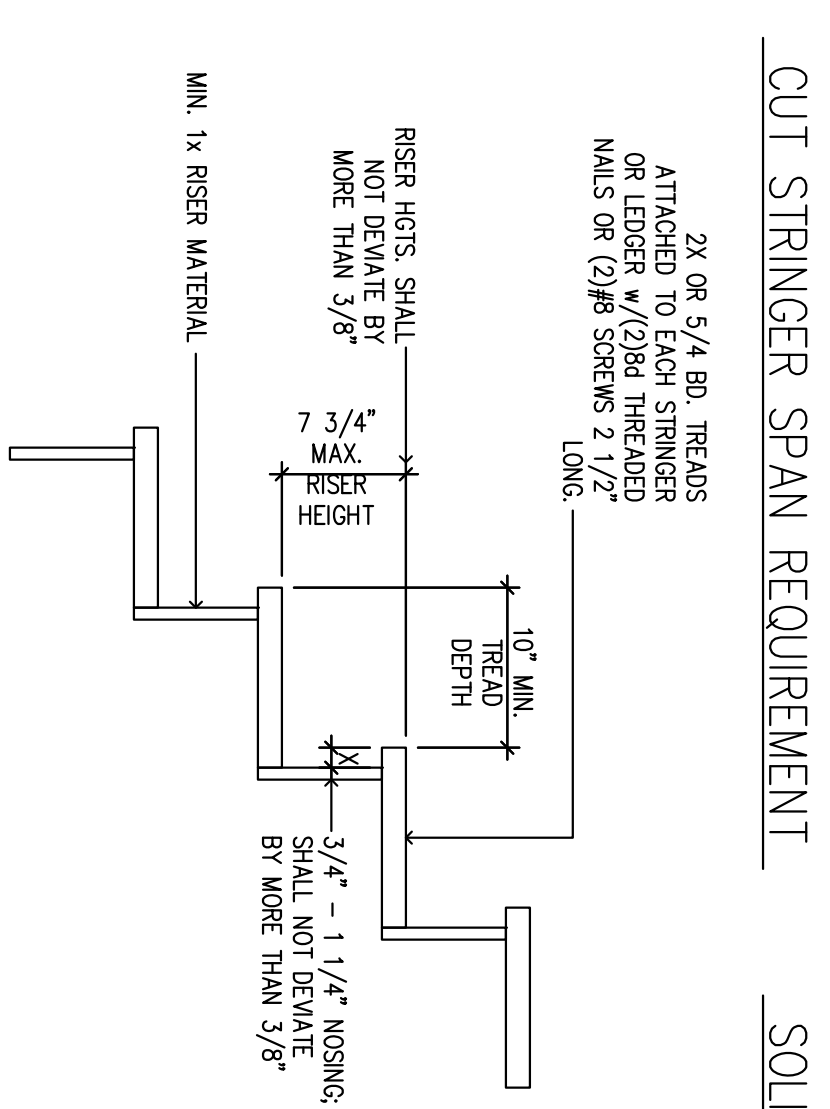 CUT STRINGER SPAN REQUIREMENT
2X OR 5/4 BD. TREADS
ATTACHED TO EACH STRINGER
OR LEDGER w/(2)8d THREADED
NAILS OR (2)#8 SCREWS 2 1/2"
LONG.
RISER HGTS. SHALL
NOT DEVIATE BY
MORE THAN 3/8"
MIN. 1x RISER MATERIAL
7 3/4"
MAX.
RISER
HEIGHT
10" MIN.
TREAD
DEPTH
X
3/4" - 1 1/4" NOSING;
SHALL NOT DEVIATE
BY MORE THAN 3/8"
SOLI